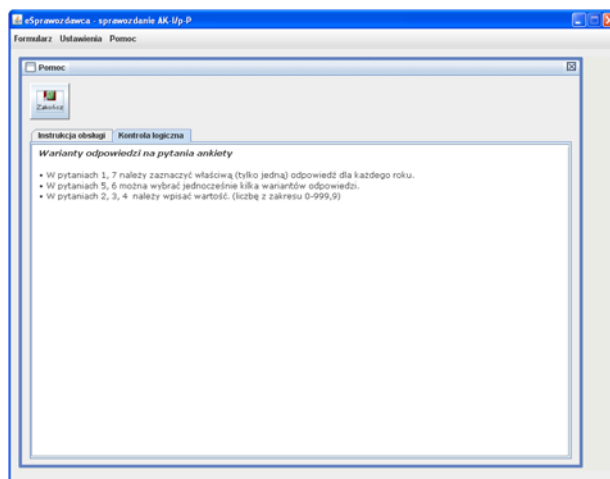 eSprawozdawca - sprawozdanie AK-I/p-P
Formularz Ustawienia Pomoc
Pomoc
Zakończ
Instrukcja obsługi Kontrola logiczna
Warianty odpowiedzi na pytania ankiety
• W pytaniach 1, 7 należy zaznaczyć właściwą (tylko jedną) odpowiedź dla każdego roku.
• W pytaniach 5, 6 można wybrać jednocześnie kilka wariantów odpowiedzi.
• W pytaniach 2, 3, 4 należy wpisać wartość. (liczbę z zakresu 0-999,9)